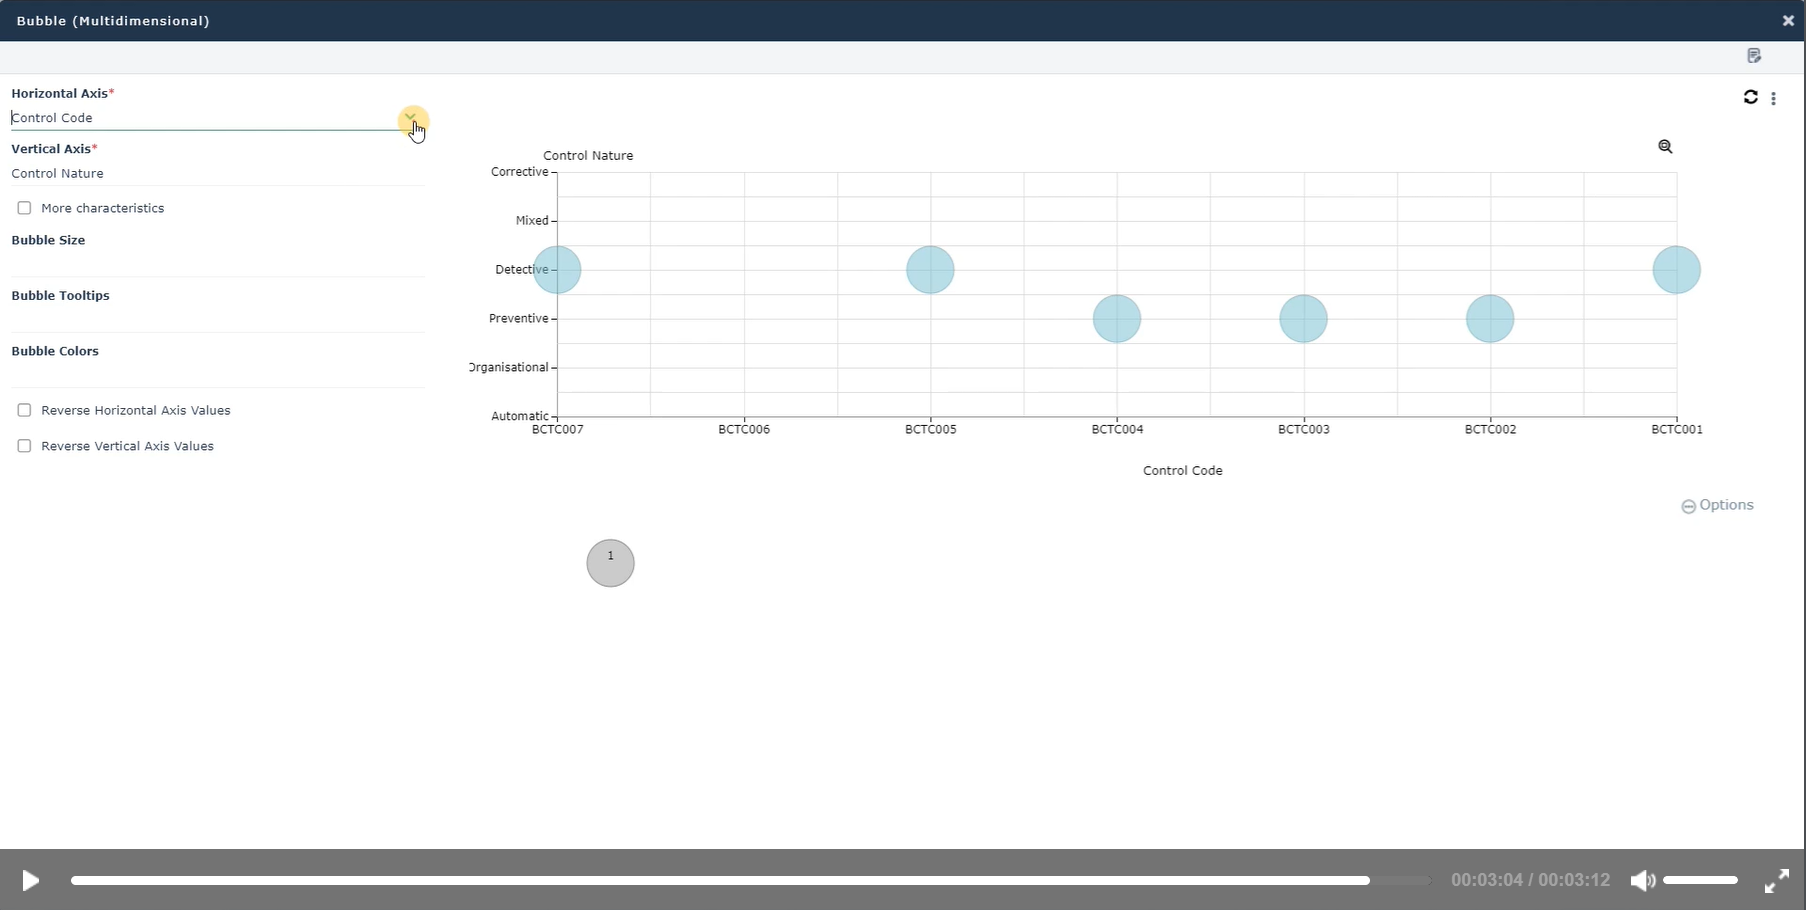 Bubble (Multidimensional)
Horizontal Axis*
Control Code
Vertical Axis*
Control Nature
More characteristics
Bubble Size
Bubble Tooltips
Bubble Colors
Reverse Horizontal Axis Values
Reverse Vertical Axis Values
Control Nature
Corrective
Mixed
Detective
Preventive
Organisational
Automatic
BCTC007 BCTC006 BCTC005 BCTC004 BCTC003 BCTC002 BCTC001
Control Code
Options
1
00:03:04 / 00:03:12